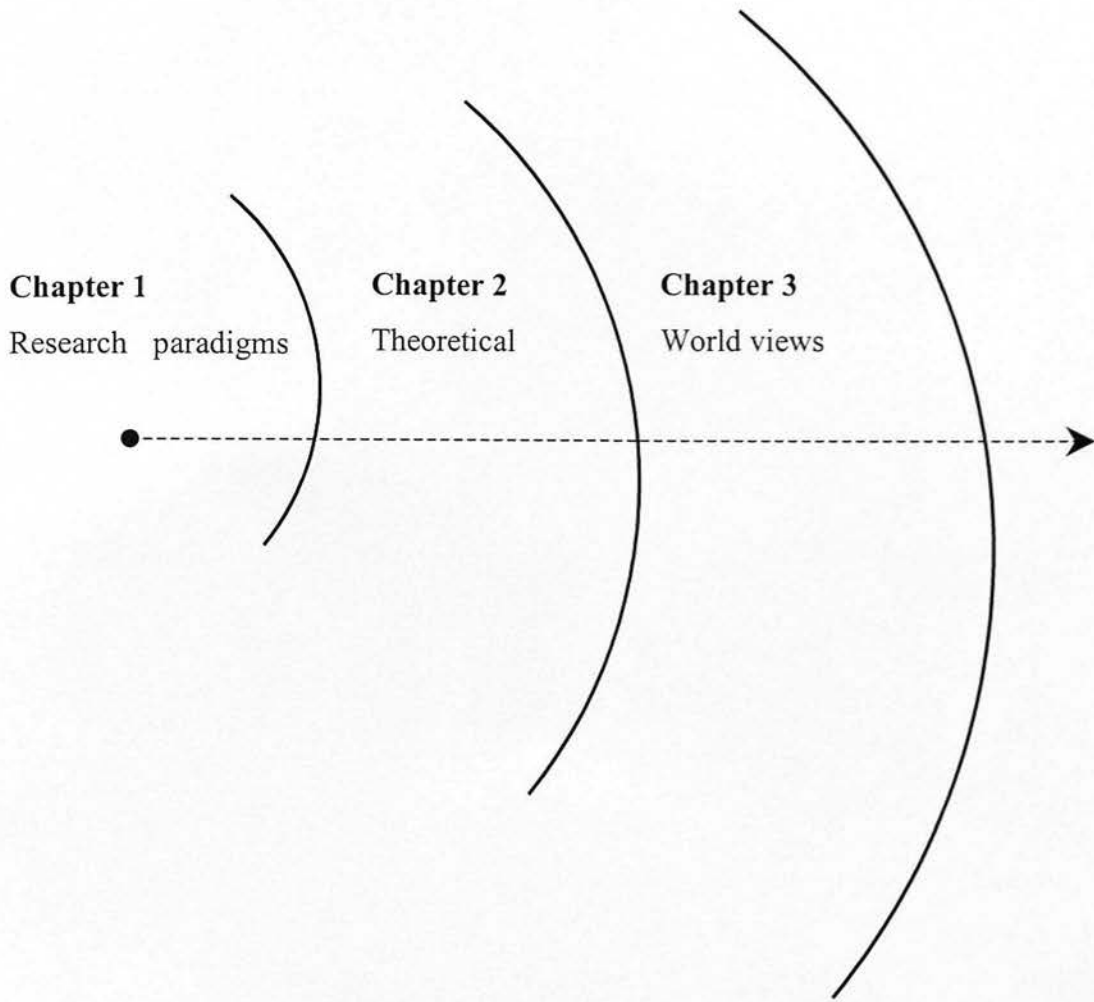 Chapter 1
Research paradigms
Chapter 2
Theoretical
Chapter 3
World views